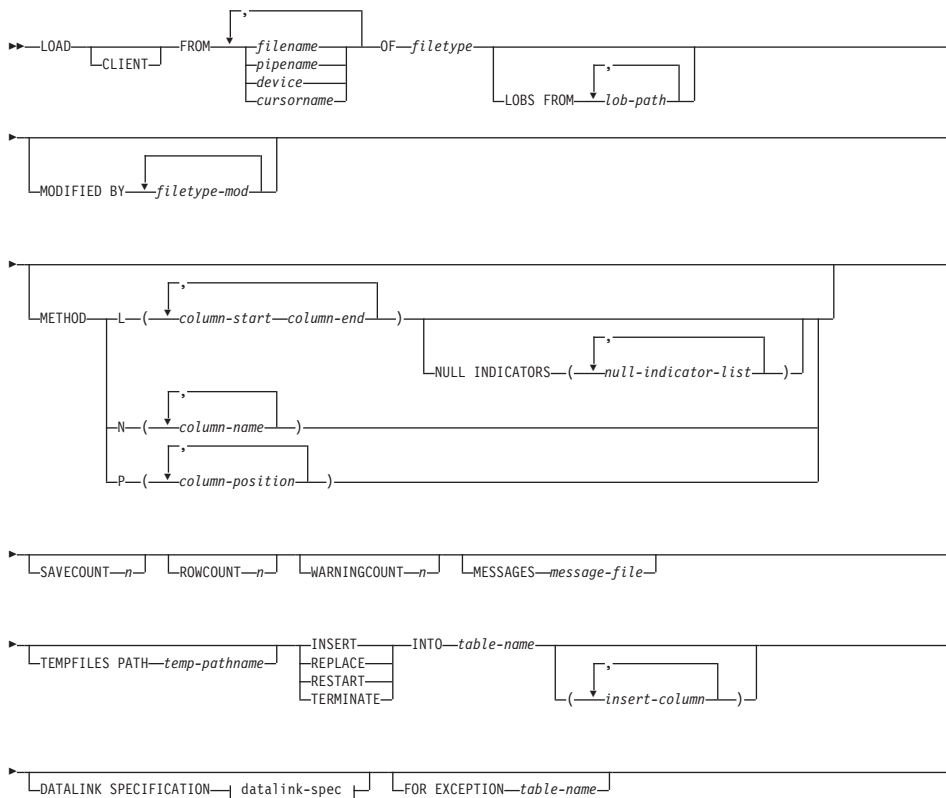 ,
LOAD FROM filename OF filetype
CLIENT pipename ,
device LOBS FROM lob-path
cursorname
MODIFIED BY filetype-mod
, 
METHOD L ( column-start column-end )
,
NULL INDICATORS ( null-indicator-list )
,
N ( column-name )
,
P ( column-position )
SAVECOUNT n ROWCOUNT n WARNINGCOUNT n MESSAGES message-file
INSERT INTO table-name
TEMPFILES PATH temp-pathname REPLACE ,
RESTART ( insert-column )
TERMINATE
DATALINK SPECIFICATION datalink-spec FOR EXCEPTION table-name